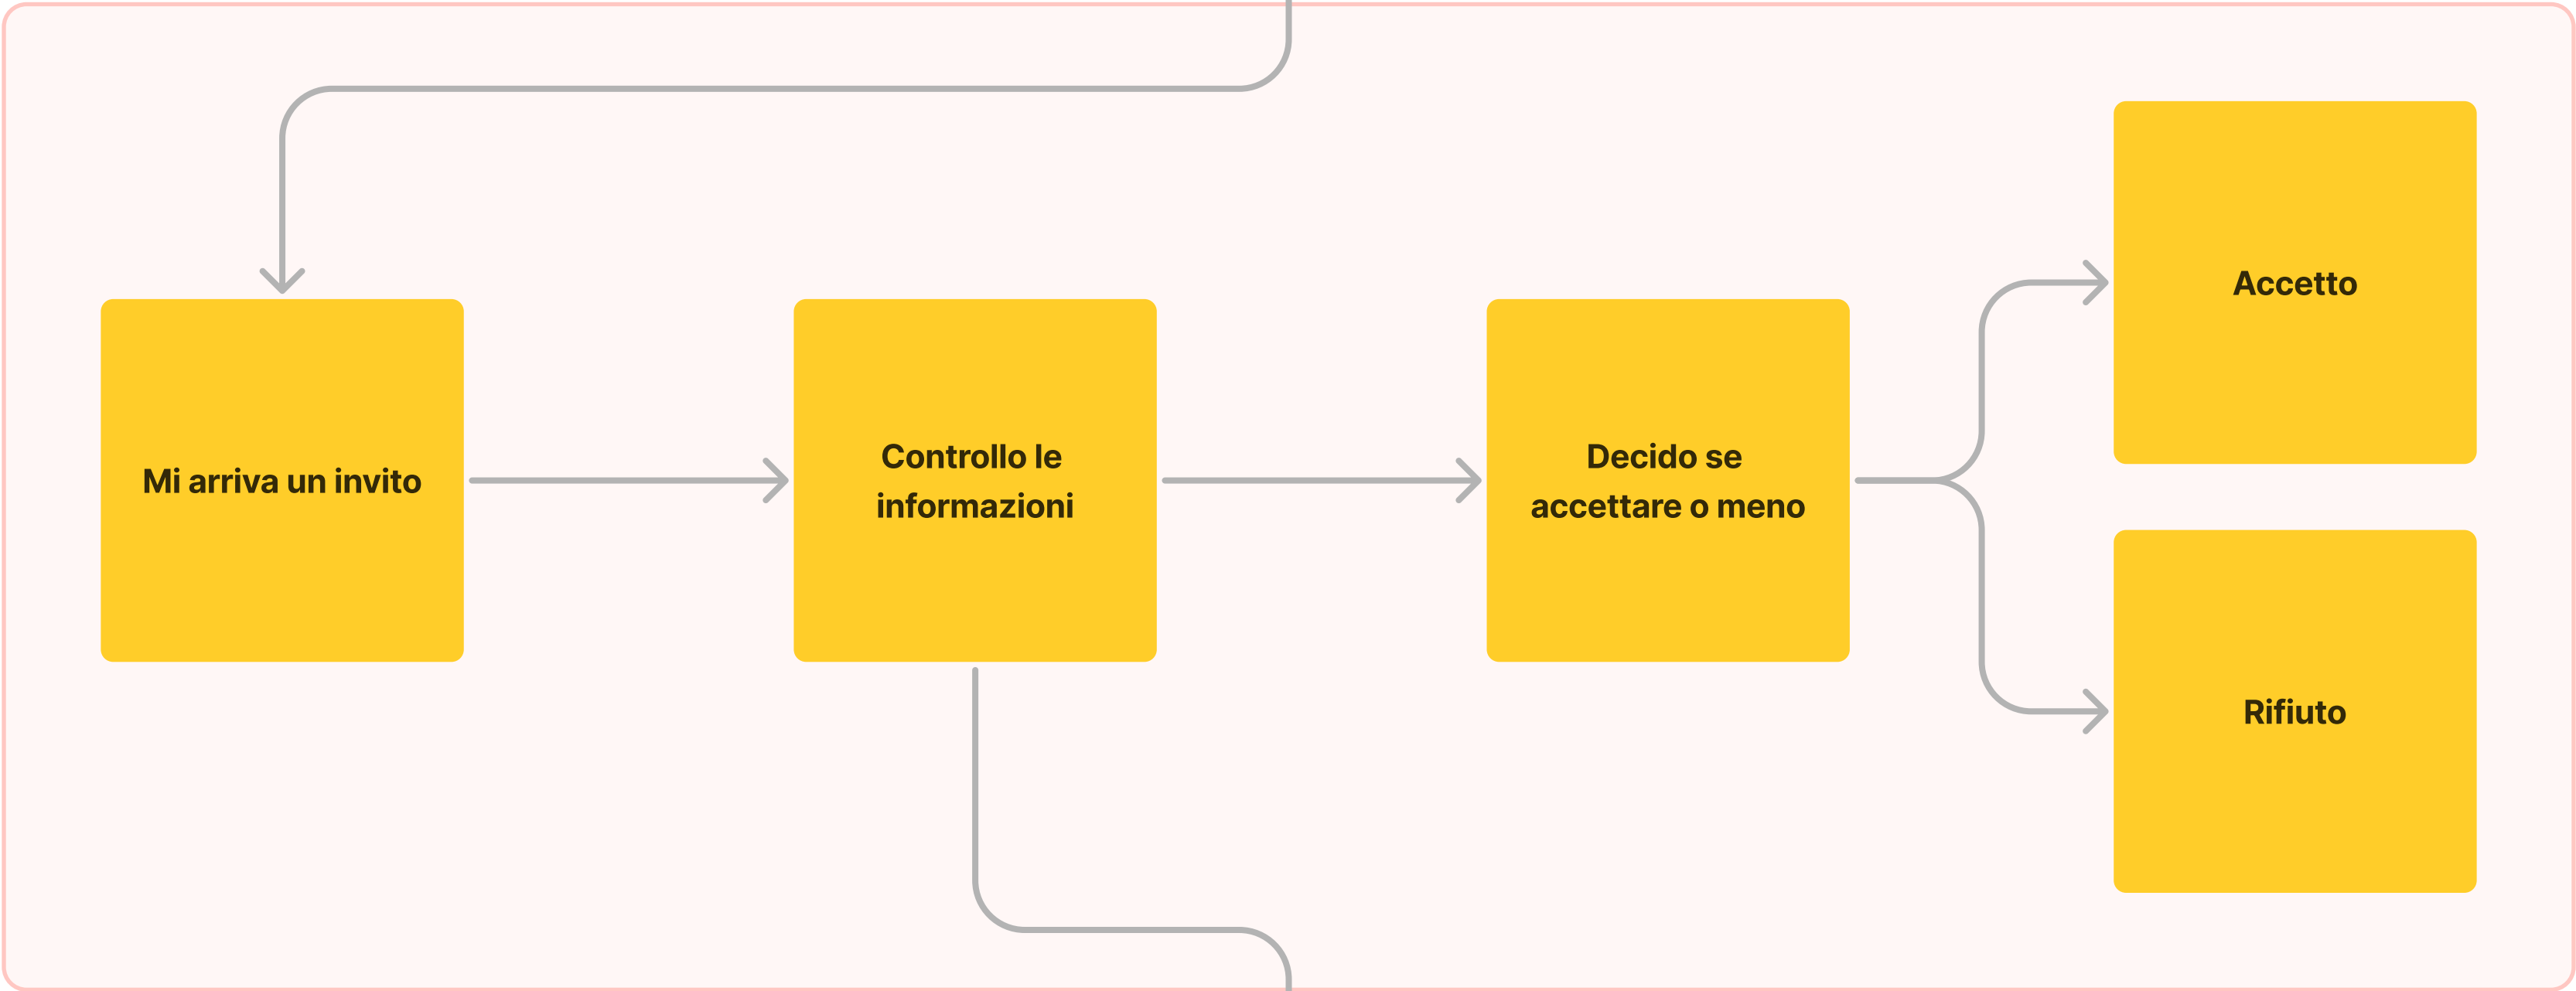 Mi arriva un invito
Controllo le
informazioni
Decido se
accettare o meno
Accetto
Rifiuto